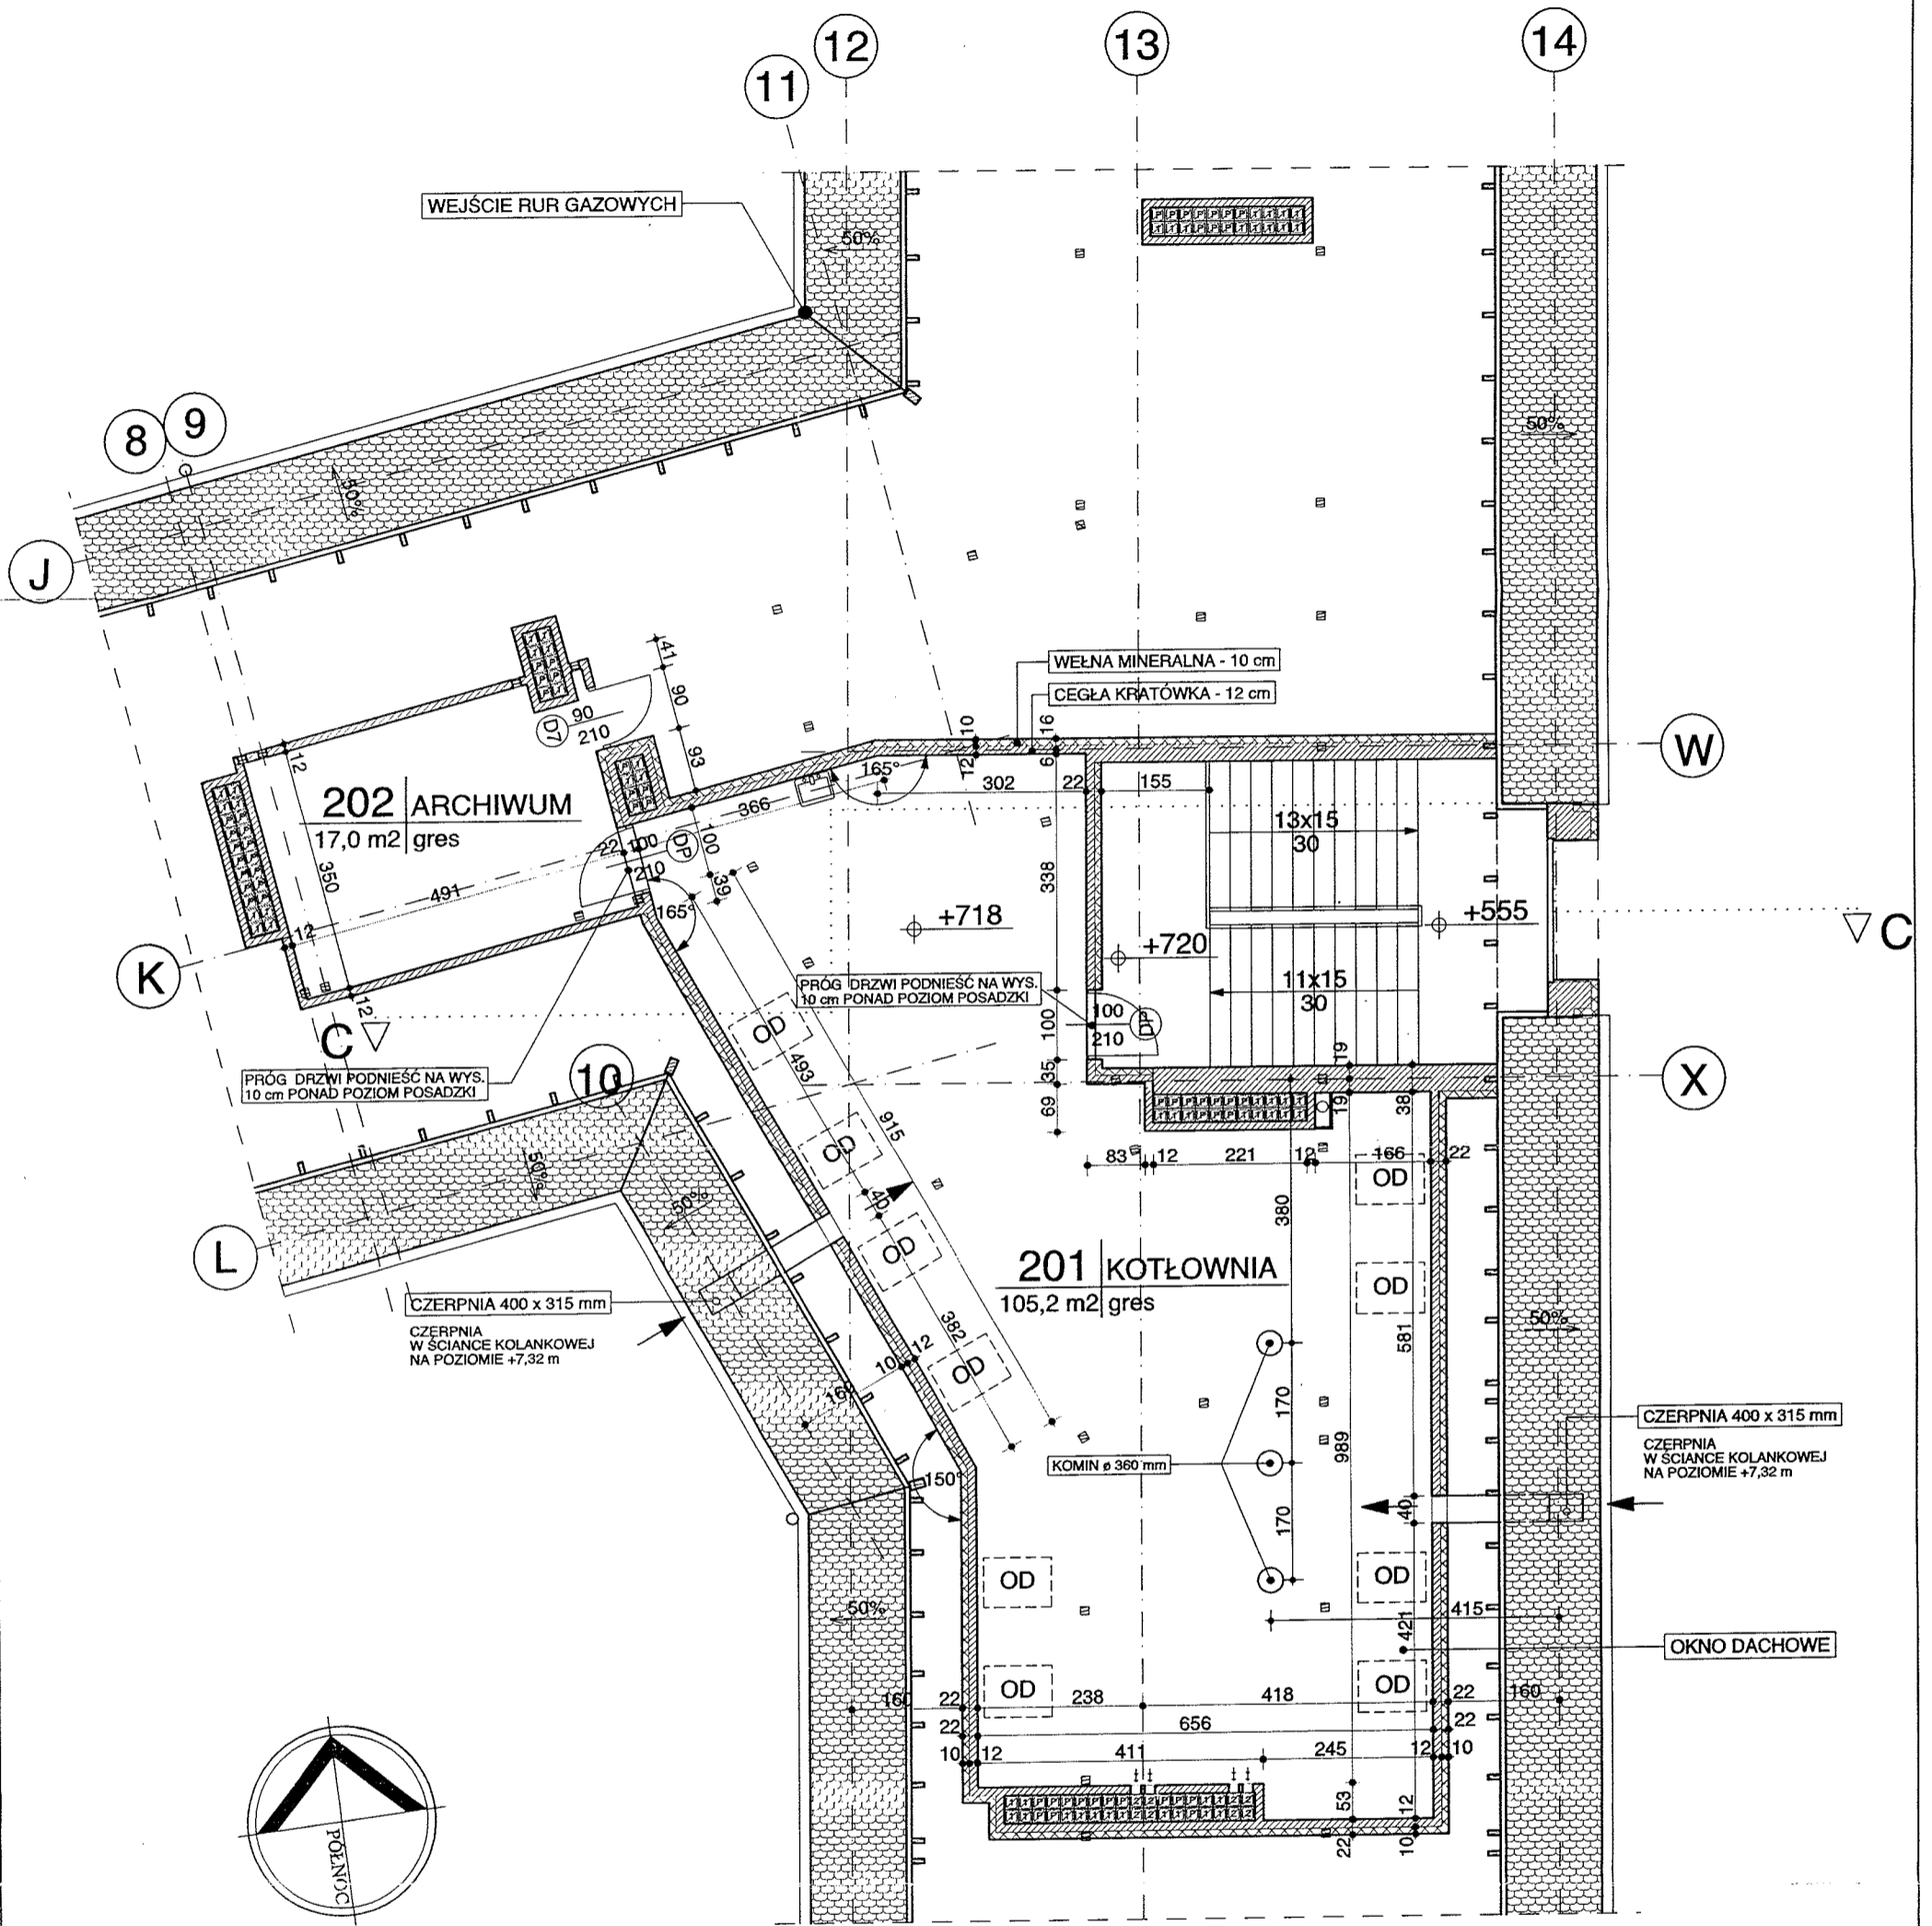 12
13
14
11
WEJŚCIE RUR GAZOWYCH
50%
50%
8
9
50%
J
WEŁNA MINERALNA - 10 cm
CEGŁA KRATÓWKA - 12 cm
41
90
93
D7
90
210
10
16
12
6
W
165°
302
22
155
12
202 ARCHIWUM
17,0 m2 gres
366
13x15
30
22
100
210
DP
100
39
350
491
338
165°
+718
+720
+555
C
12
K
PRÓG DRZWI PODNIEŚĆ NA WYS.
10 cm PONAD POZIOM POSADZKI
11x15
30
12
C
OD
100
100
210
DP
493
35
19
10
PRÓG DRZWI PODNIEŚĆ NA WYS.
10 cm PONAD POZIOM POSADZKI
X
69
19
38
915
OD
83
12
221
12
166
22
50%
50%
OD
40
380
L
OD
201 KOTŁOWNIA
105,2 m2 gres
OD
CZERPNIA 400 x 315 mm
CZERPNIA
W ŚCIANCE KOLANKOWEJ
NA POZIOMIE +7,32 m
50%
581
382
10
12
OD
160
170
CZERPNIA 400 x 315 mm
CZERPNIA
W ŚCIANCE KOLANKOWEJ
NA POZIOMIE +7,32 m
KOMIN ø 360 mm
989
150°
40
170
OD
OD
50%
415
421
OKNO DACHOWE
OD
OD
160
22
238
418
22
160
22
656
22
10
12
411
245
12
10
53
12
22
10
PÓŁNOC